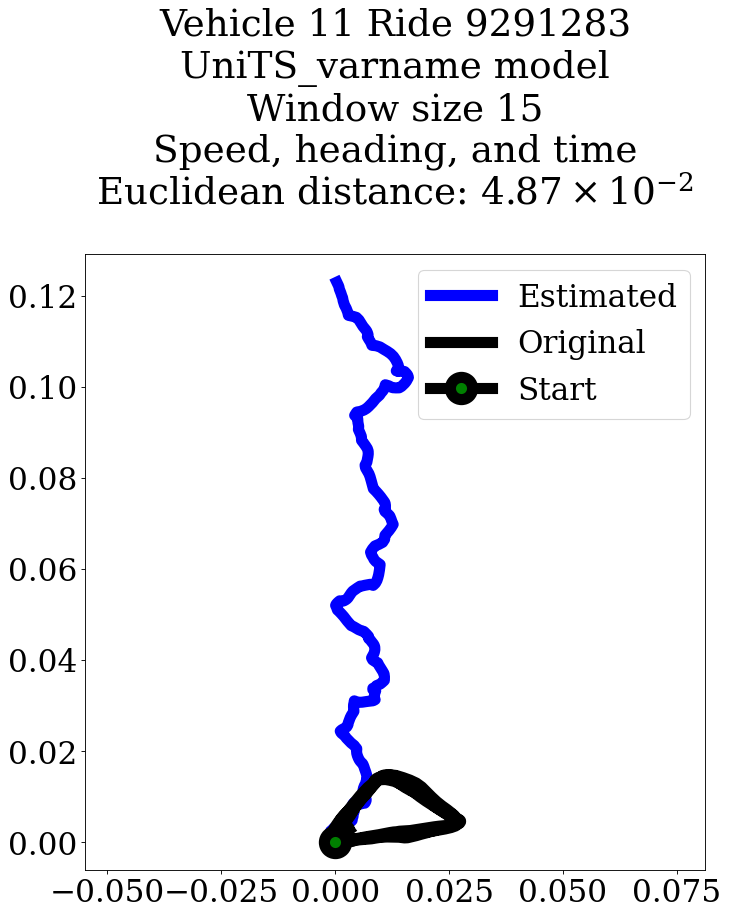 Vehicle 11 Ride 9291283
UniTS_varname model
Window size 15
Speed, heading, and time
Euclidean distance: 4.87 × 10⁻²
Estimated
Original
Start
0.12
0.10
0.08
0.06
0.04
0.02
0.00
−0.050 −0.025 0.000 0.025 0.050 0.075